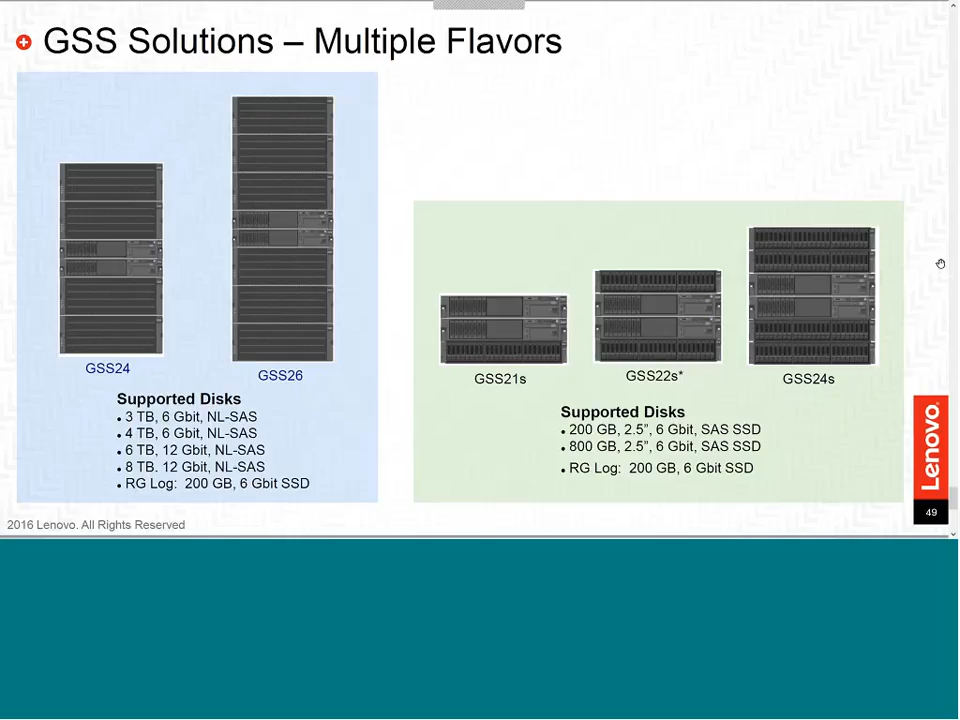 GSS Solutions – Multiple Flavors
GSS24
GSS26
Supported Disks
• 3 TB, 6 Gbit, NL-SAS
• 4 TB, 6 Gbit, NL-SAS
• 6 TB, 12 Gbit, NL-SAS
• 8 TB. 12 Gbit, NL-SAS
• RG Log: 200 GB, 6 Gbit SSD
GSS21s
GSS22s*
GSS24s
Supported Disks
• 200 GB, 2.5”, 6 Gbit, SAS SSD
• 800 GB, 2.5”, 6 Gbit, SAS SSD
• RG Log: 200 GB, 6 Gbit SSD
Lenovo.
49
2016 Lenovo. All Rights Reserved